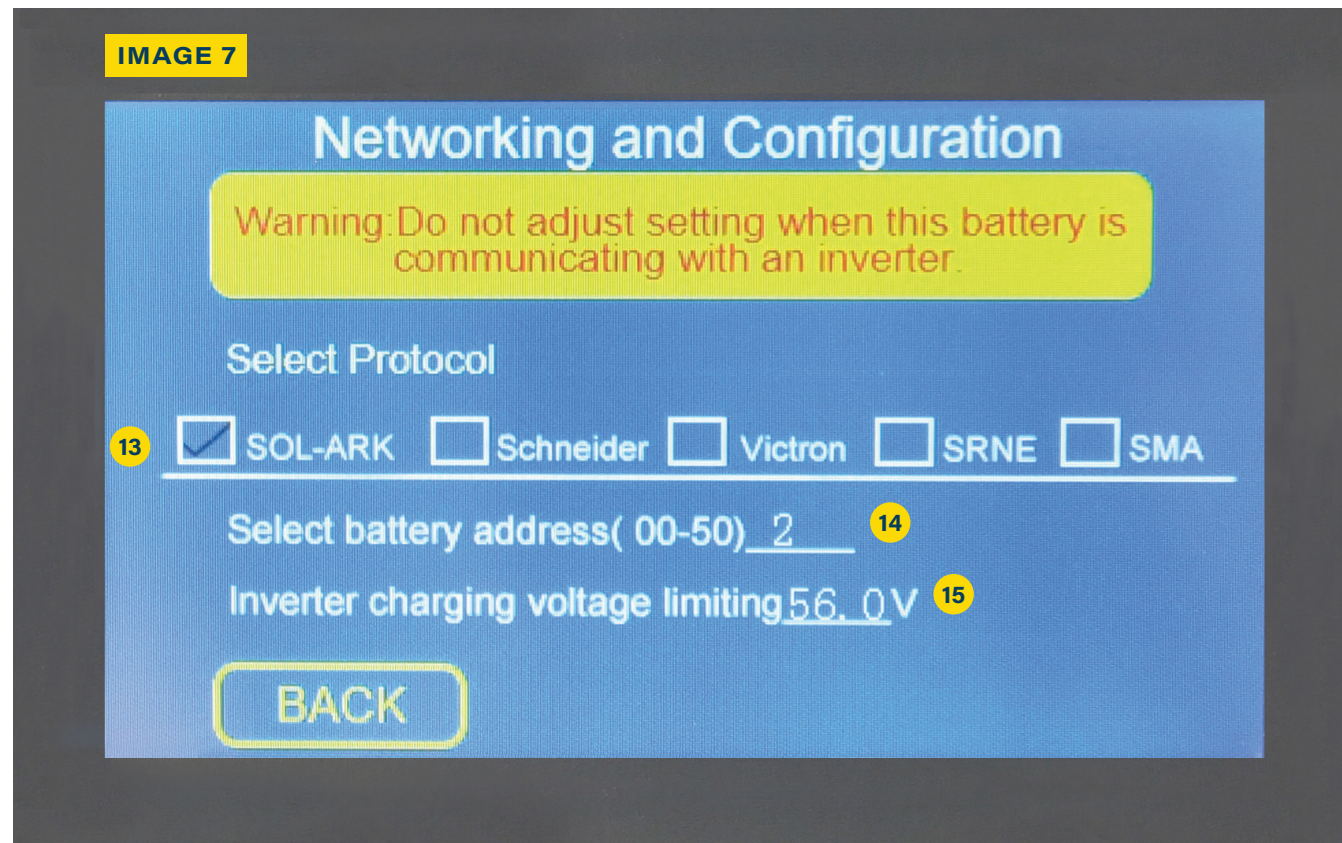 IMAGE 7
Networking and Configuration
Warning:Do not adjust setting when this battery is
communicating with an inverter.
Select Protocol
13 SOL-ARK Schneider Victron SRNE SMA
Select battery address( 00-50) 2 14
Inverter charging voltage limiting 56.0V 15
BACK